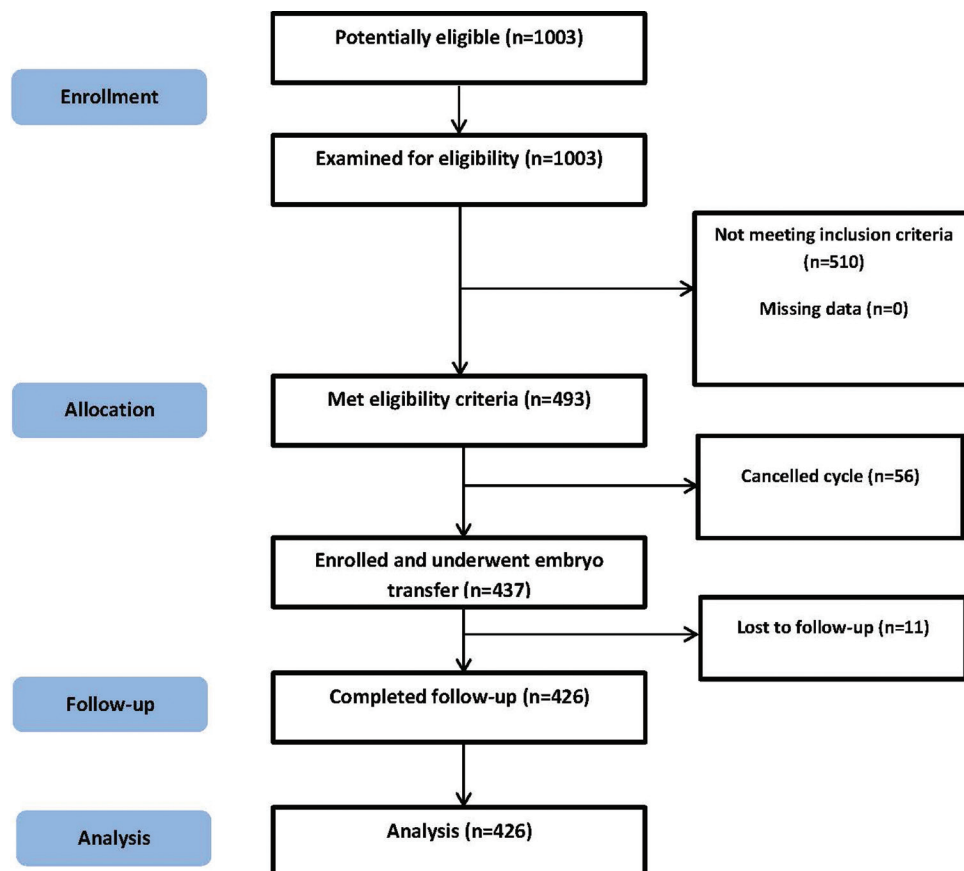 Potentially eligible (n=1003)
Enrollment
Examined for eligibility (n=1003)
Not meeting inclusion criteria
(n=510)
Missing data (n=0)
Met eligibility criteria (n=493)
Allocation
Cancelled cycle (n=56)
Enrolled and underwent embryo
transfer (n=437)
Lost to follow-up (n=11)
Completed follow-up (n=426)
Follow-up
Analysis (n=426)
Analysis